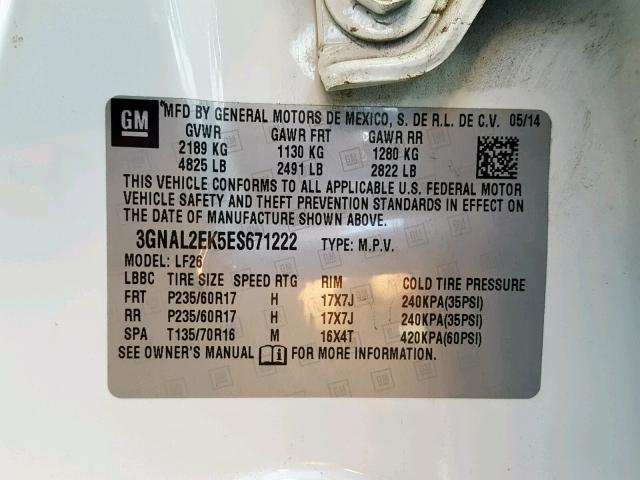 GM *MFD BY GENERAL MOTORS DE MEXICO, S. DE R.L. DE C.V. 05/14
GVWR GAWR FRT GAWR RR
2189 KG 1130 KG 1280 KG
4825 LB 2491 LB 2822 LB
THIS VEHICLE CONFORMS TO ALL APPLICABLE U.S. FEDERAL MOTOR
VEHICLE SAFETY AND THEFT PREVENTION STANDARDS IN EFFECT ON
THE DATE OF MANUFACTURE SHOWN ABOVE.
3GNAL2EK5ES671222 TYPE: M.P.V.
MODEL: LF26
LBBC TIRE SIZE SPEED RTG RIM COLD TIRE PRESSURE
FRT P235/60R17 H 17X7J 240KPA(35PSI)
RR P235/60R17 H 17X7J 240KPA(35PSI)
SPA T135/70R16 M 16X4T 420KPA(60PSI)
SEE OWNER'S MANUAL FOR MORE INFORMATION.